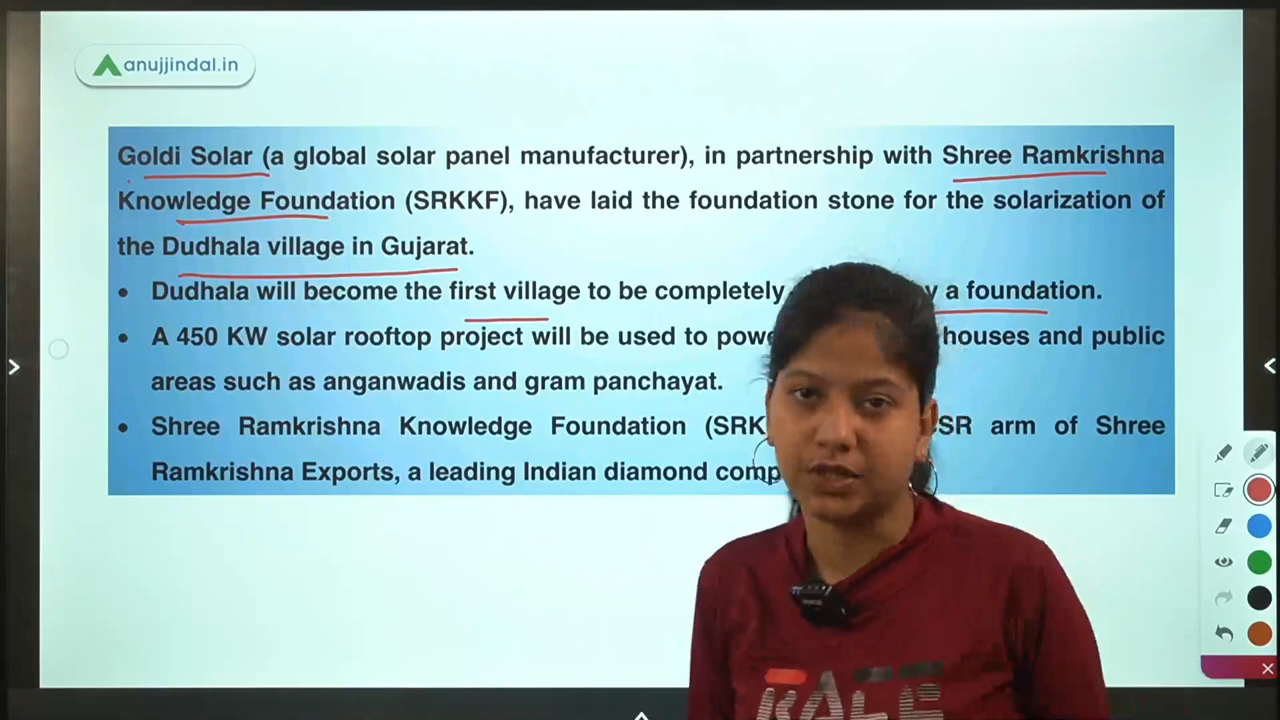 anujjindal.in
Goldi Solar (a global solar panel manufacturer), in partnership with Shree Ramkrishna
Knowledge Foundation (SRKKF), have laid the foundation stone for the solarization of
the Dudhala village in Gujarat.
• Dudhala will become the first village to be completely a foundation.
• A 450 KW solar rooftop project will be used to houses and public
areas such as anganwadis and gram panchayat.
• Shree Ramkrishna Knowledge Foundation arm of Shree
Ramkrishna Exports, a leading Indian diamond